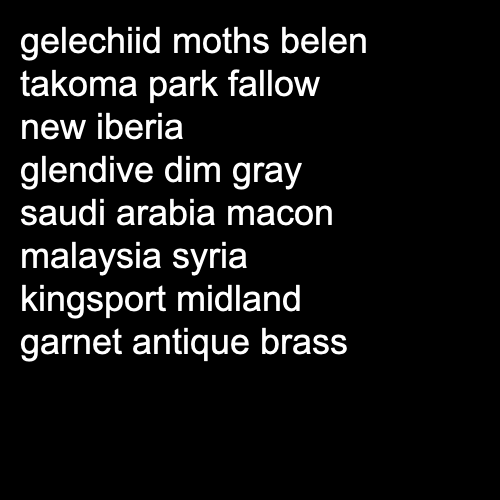 gelechiid moths belen
takoma park fallow
new iberia
glendive dim gray
saudi arabia macon
malaysia syria
kingsport midland
garnet antique brass